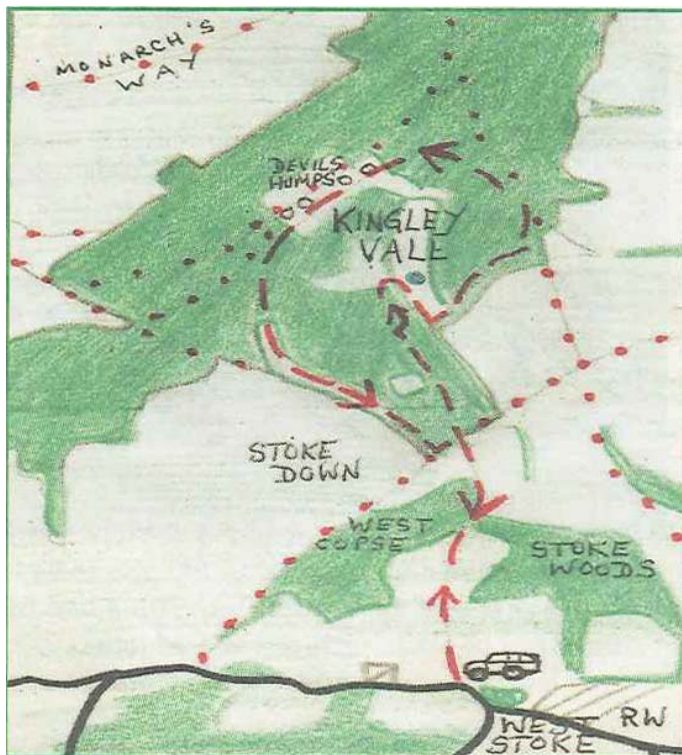 MONARCH'S
WAY
DEVILS
HUMPS
KINGLEY
VALE
STOKE
DOWN
WEST
COPSE
STOKE
WOODS
WEST
STOKE
RW